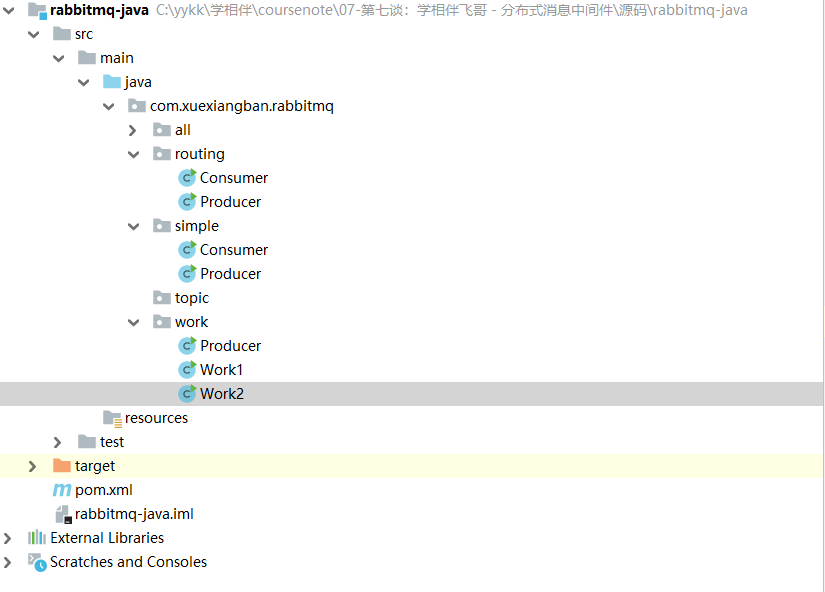 rabbitmq-java C:\yykk\学相伴\coursenote\07-第七谈：学相伴飞哥 - 分布式消息中间件\源码\rabbitmq-java
src
main
java
com.xuexiangban.rabbitmq
all
routing
Consumer
Producer
simple
Consumer
Producer
topic
work
Producer
Work1
Work2
resources
test
target
pom.xml
rabbitmq-java.iml
External Libraries
Scratches and Consoles